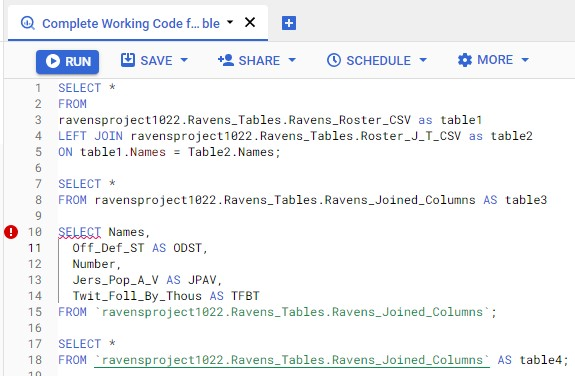 Complete Working Code f... ble
RUN SAVE SHARE SCHEDULE MORE
1 SELECT *
2 FROM
3 ravensproject1022.Ravens_Tables.Ravens_Roster_CSV as table1
4 LEFT JOIN ravensproject1022.Ravens_Tables.Roster_J_T_CSV as table2
5 ON table1.Names = Table2.Names;
6
7 SELECT *
8 FROM ravensproject1022.Ravens_Tables.Ravens_Joined_Columns AS table3
9
10 SELECT Names,
11 Off_Def_ST AS ODST,
12 Number,
13 Jers_Pop_A_V AS JPAV,
14 Twit_Foll_By_Thous AS TFBT
15 FROM `ravensproject1022.Ravens_Tables.Ravens_Joined_Columns`;
16
17 SELECT *
18 FROM `ravensproject1022.Ravens_Tables.Ravens_Joined_Columns` AS table4;
19